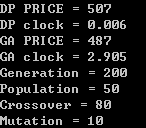 DP PRICE = 507
DP clock = 0.006
GA PRICE = 487
GA clock = 2.905
Generation = 200
Population = 50
Crossover = 80
Mutation = 10